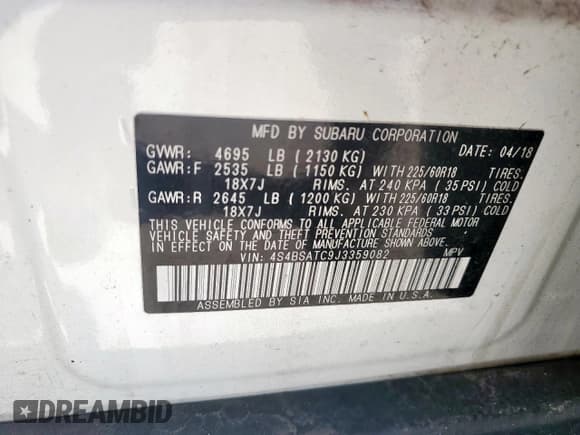 MFD BY SUBARU CORPORATION
GVWR: 4695 LB ( 2130 KG) DATE: 04/18
GAWR:F 2535 LB ( 1150 KG) WITH 225/60R18 TIRES.
18X7J RIMS. AT 240 KPA ( 35 PSI) COLD
GAWR:R 2645 LB ( 1200 KG) WITH 225/60R18 TIRES.
18X7J RIMS. AT 230 KPA ( 33 PSI) COLD
THIS VEHICLE CONFORMS TO ALL APPLICABLE FEDERAL MOTOR
VEHICLE SAFETY AND THEFT PREVENTION STANDARDS IN EFFECT
ON THE DATE OF MANUFACTURE SHOWN ABOVE.
VIN: 4S4BSATC9J3359082 MPV
ASSEMBLED BY SIA INC. MADE IN U.S.A.
DREAMBID